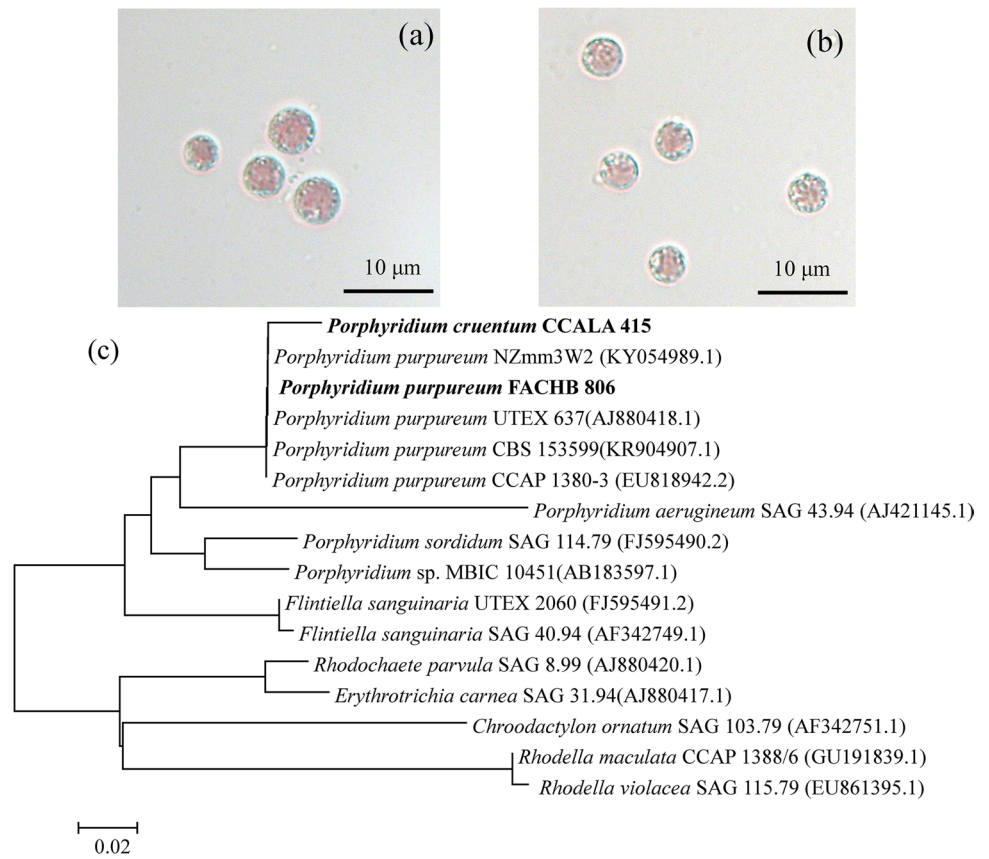 (a)
10 μm
(b)
10 μm
(c)
Porphyridium cruentum CCALA 415
Porphyridium purpureum NZmm3W2 (KY054989.1)
Porphyridium purpureum FACHB 806
Porphyridium purpureum UTEX 637(AJ880418.1)
Porphyridium purpureum CBS 153599(KR904907.1)
Porphyridium purpureum CCAP 1380-3 (EU818942.2)
Porphyridium aerugineum SAG 43.94 (AJ421145.1)
Porphyridium sordidum SAG 114.79 (FJ595490.2)
Porphyridium sp. MBIC 10451(AB183597.1)
Flintiella sanguinaria UTEX 2060 (FJ595491.2)
Flintiella sanguinaria SAG 40.94 (AF342749.1)
Rhodochaete parvula SAG 8.99 (AJ880420.1)
Erythrotrichia carnea SAG 31.94(AJ880417.1)
Chroodactylon ornatum SAG 103.79 (AF342751.1)
Rhodella maculata CCAP 1388/6 (GU191839.1)
Rhodella violacea SAG 115.79 (EU861395.1)
0.02